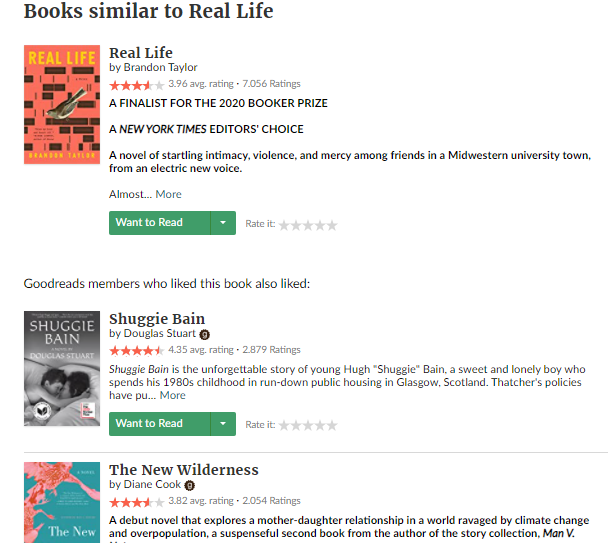 Books similar to Real Life
REAL LIFE
A NOVEL
BRANDON TAYLOR
Real Life
by Brandon Taylor
3.96 avg. rating • 7.056 Ratings
A FINALIST FOR THE 2020 BOOKER PRIZE
A NEW YORK TIMES EDITORS' CHOICE
A novel of startling intimacy, violence, and mercy among friends in a Midwestern university town,
from an electric new voice.
Almost... More
Want to Read
Rate it:
Goodreads members who liked this book also liked:
SHUGGIE
BAIN
DOUGLAS STUART
Shuggie Bain
by Douglas Stuart g
4.35 avg. rating • 2.879 Ratings
Shuggie Bain is the unforgettable story of young Hugh "Shuggie" Bain, a sweet and lonely boy who
spends his 1980s childhood in run-down public housing in Glasgow, Scotland. Thatcher's policies
have pu... More
Want to Read
Rate it:
A NOVEL
The New
The New Wilderness
by Diane Cook g
3.82 avg. rating • 2.054 Ratings
A debut novel that explores a mother-daughter relationship in a world ravaged by climate change
and overpopulation, a suspenseful second book from the author of the story collection, Man V.